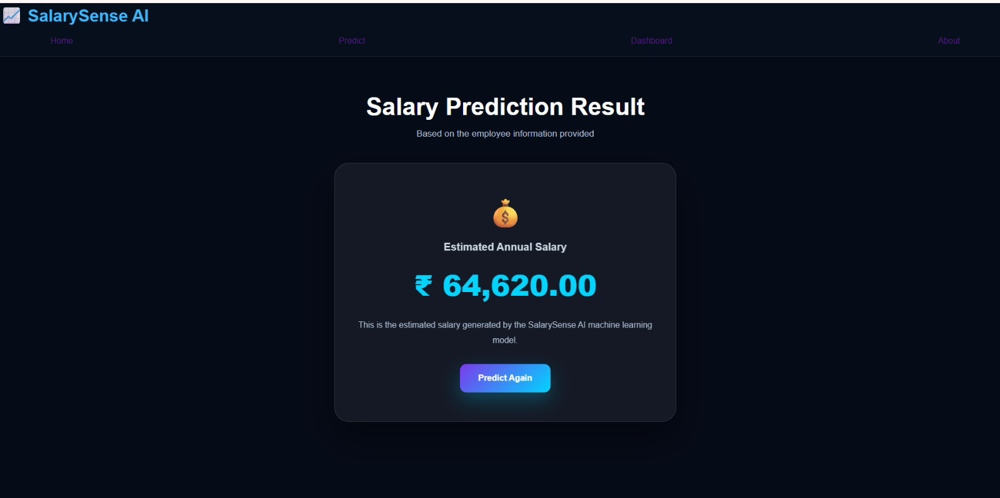 SalarySense AI
Home Predict Dashboard About
Salary Prediction Result
Based on the employee information provided
$
Estimated Annual Salary
₹ 64,620.00
This is the estimated salary generated by the SalarySense AI machine learning
model.
Predict Again